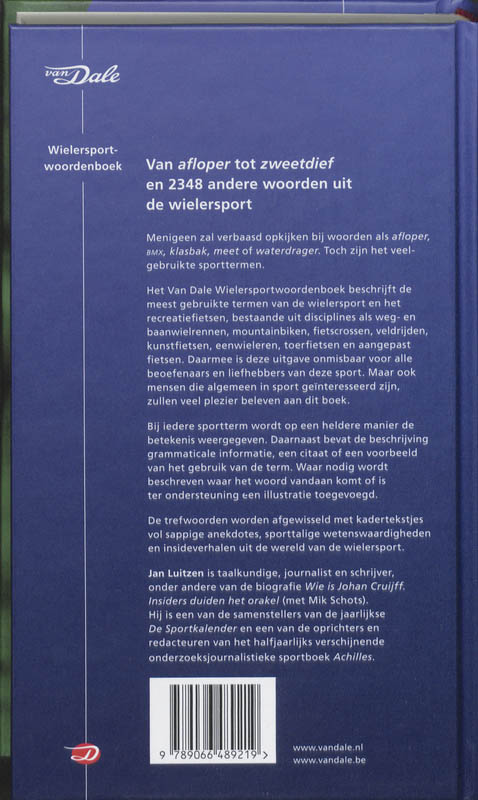 van Dale
Wielersport-
woordenboek
Van afloper tot zweetdief
en 2348 andere woorden uit
de wielersport
Menigeen zal verbaasd opkijken bij woorden als afloper,
BMX, klasbak, meet of waterdrager. Toch zijn het veel-
gebruikte sporttermen.
Het Van Dale Wielersportwoordenboek beschrijft de
meest gebruikte termen van de wielersport en het
recreatiefietsen, bestaande uit disciplines als weg- en
baanwielrennen, mountainbiken, fietscrossen, veldrijden,
kunstfietsen, eenwieleren, toerfietsen en aangepast
fietsen. Daarmee is deze uitgave onmisbaar voor alle
beoefenaars en liefhebbers van deze sport. Maar ook
mensen die algemeen in sport geïnteresseerd zijn,
zullen veel plezier beleven aan dit boek.
Bij iedere sportterm wordt op een heldere manier de
betekenis weergegeven. Daarnaast bevat de beschrijving
grammaticale informatie, een citaat of een voorbeeld
van het gebruik van de term. Waar nodig wordt
beschreven waar het woord vandaan komt of is
ter ondersteuning een illustratie toegevoegd.
De trefwoorden worden afgewisseld met kadertekstjes
vol sappige anekdotes, sporttalige wetenswaardigheden
en insideverhalen uit de wereld van de wielersport.
Jan Luitzen is taalkundige, journalist en schrijver,
onder andere van de biografie Wie is Johan Cruijff.
Insiders duiden het orakel (met Mik Schots).
Hij is een van de samenstellers van de jaarlijkse
De Sportkalender en een van de oprichters en
redacteuren van het halfjaarlijks verschijnende
onderzoeksjournalistieke sportboek Achilles.
9 789066 489219 >
www.vandale.nl
www.vandale.be
D